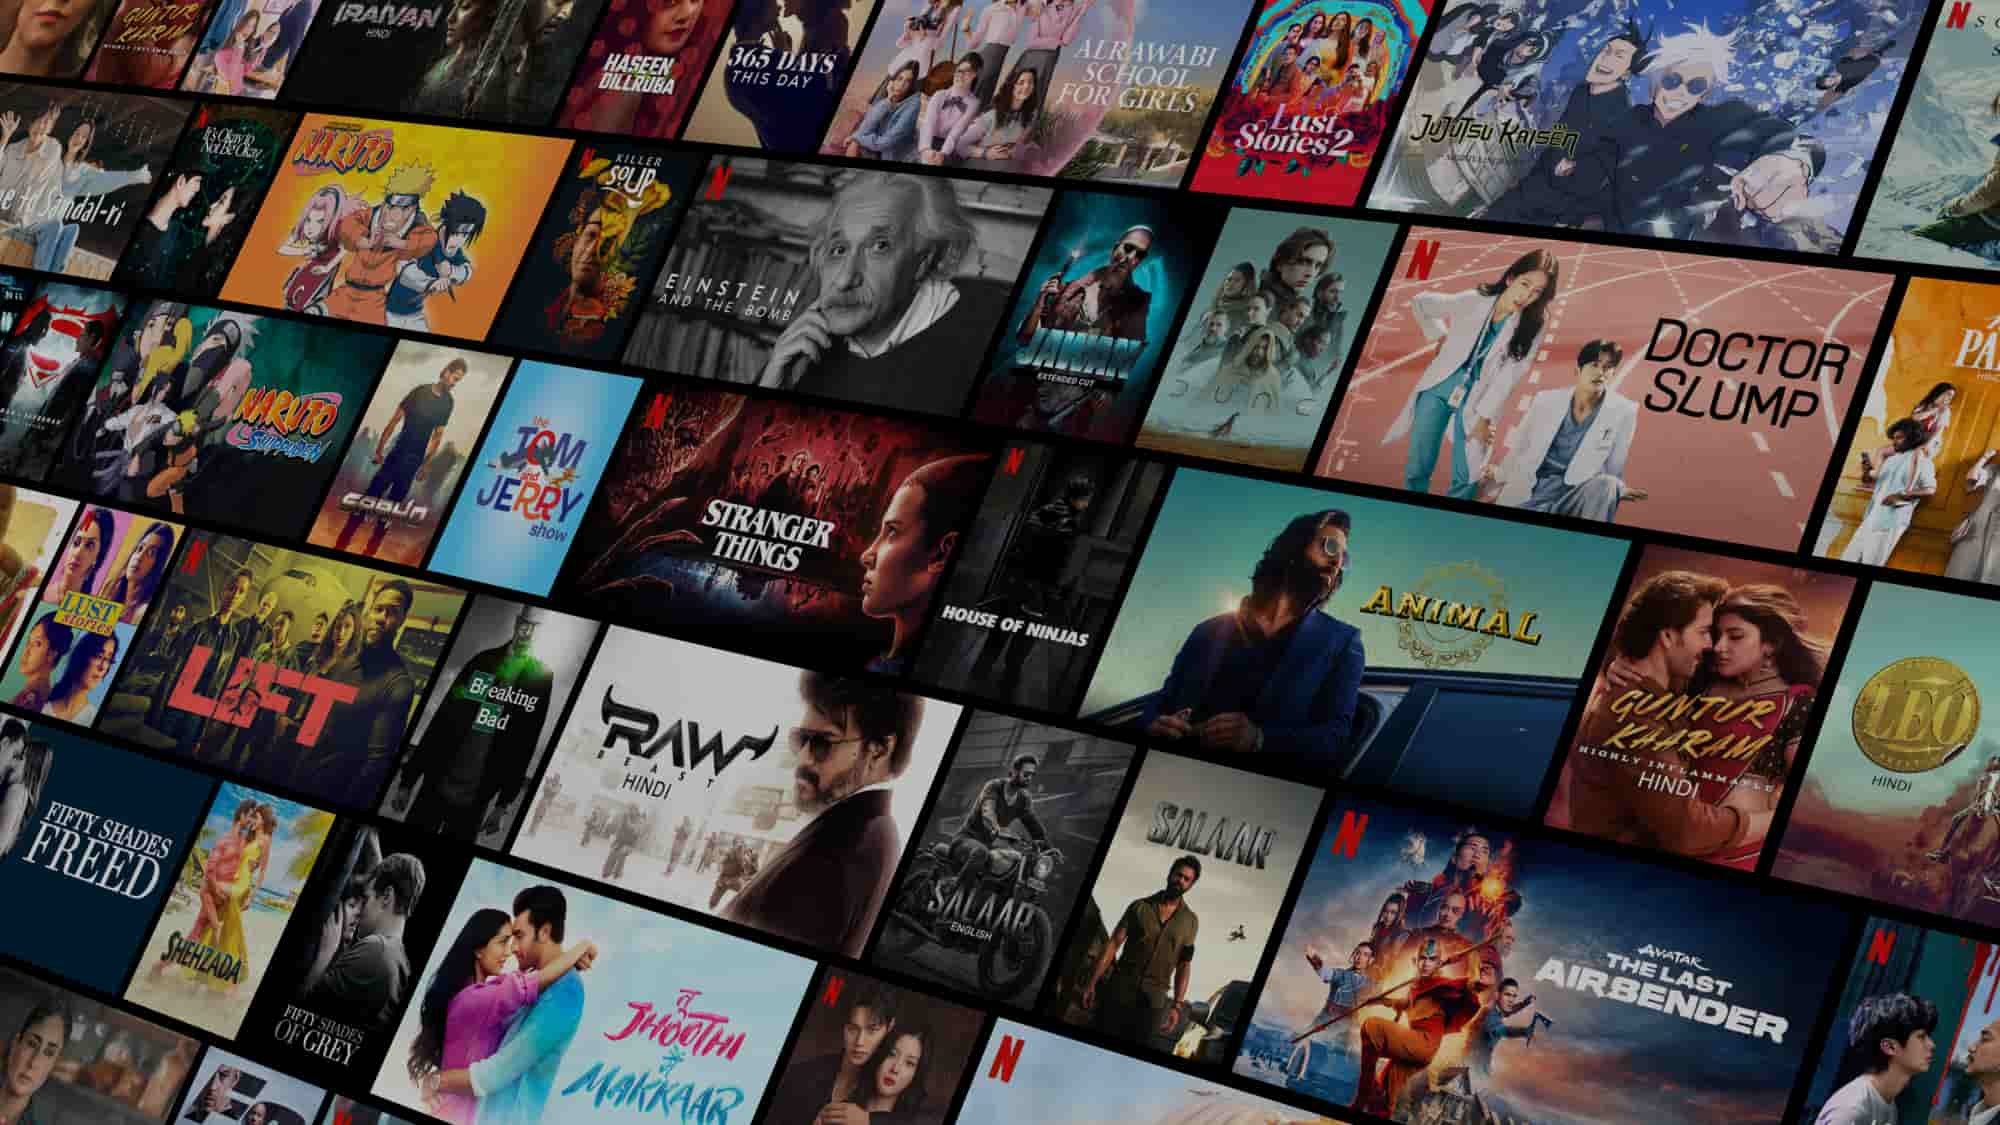 GUNTUR
KAARAM
HIGHLY INFLAMMABLE
IRAIVAN
HINDI
HASEEN
DILLRUBA
365 DAYS
THIS DAY
ALRAWABI
SCHOOL
FOR GIRLS
Lust
Stories 2
JUJUTSU KAISEN
N
Sandal-ri
It's Okay to
Not Be Okay
NARUTO
KILLER
SOUP
N
EINSTEIN
AND THE BOMB
JAWAN
EXTENDED CUT
DUNE
N
DOCTOR
SLUMP
NARUTO
SHIPPUDEN
the
TOM
and
JERRY
show
N
STRANGER
THINGS
N
HOUSE OF NINJAS
ANIMAL
GUNTUR
KAARAM
HIGHLY INFLAMMABLE
HINDI
LEO
HINDI
N
LUST
stories
N
LIFT
Breaking
Bad
RAW
BEAST
HINDI
SALAAR
ENGLISH
SALAAR
N
AVATAR
THE LAST
AIRBENDER
N
FIFTY SHADES
FREED
SHEHZADA
FIFTY SHADES
OF GREY
तू
JHOOTHI
मैं
MAKKAAR
N
N